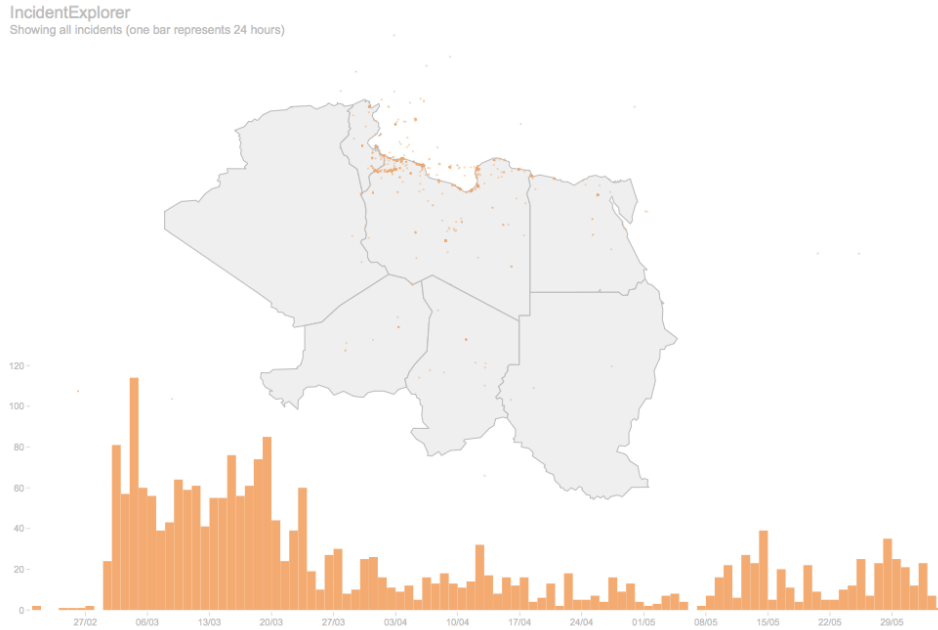 IncidentExplorer
Showing all incidents (one bar represents 24 hours)
120
100
80
60
40
20
0
27/02 06/03 13/03 20/03 27/03 03/04 10/04 17/04 24/04 01/05 08/05 15/05 22/05 29/05